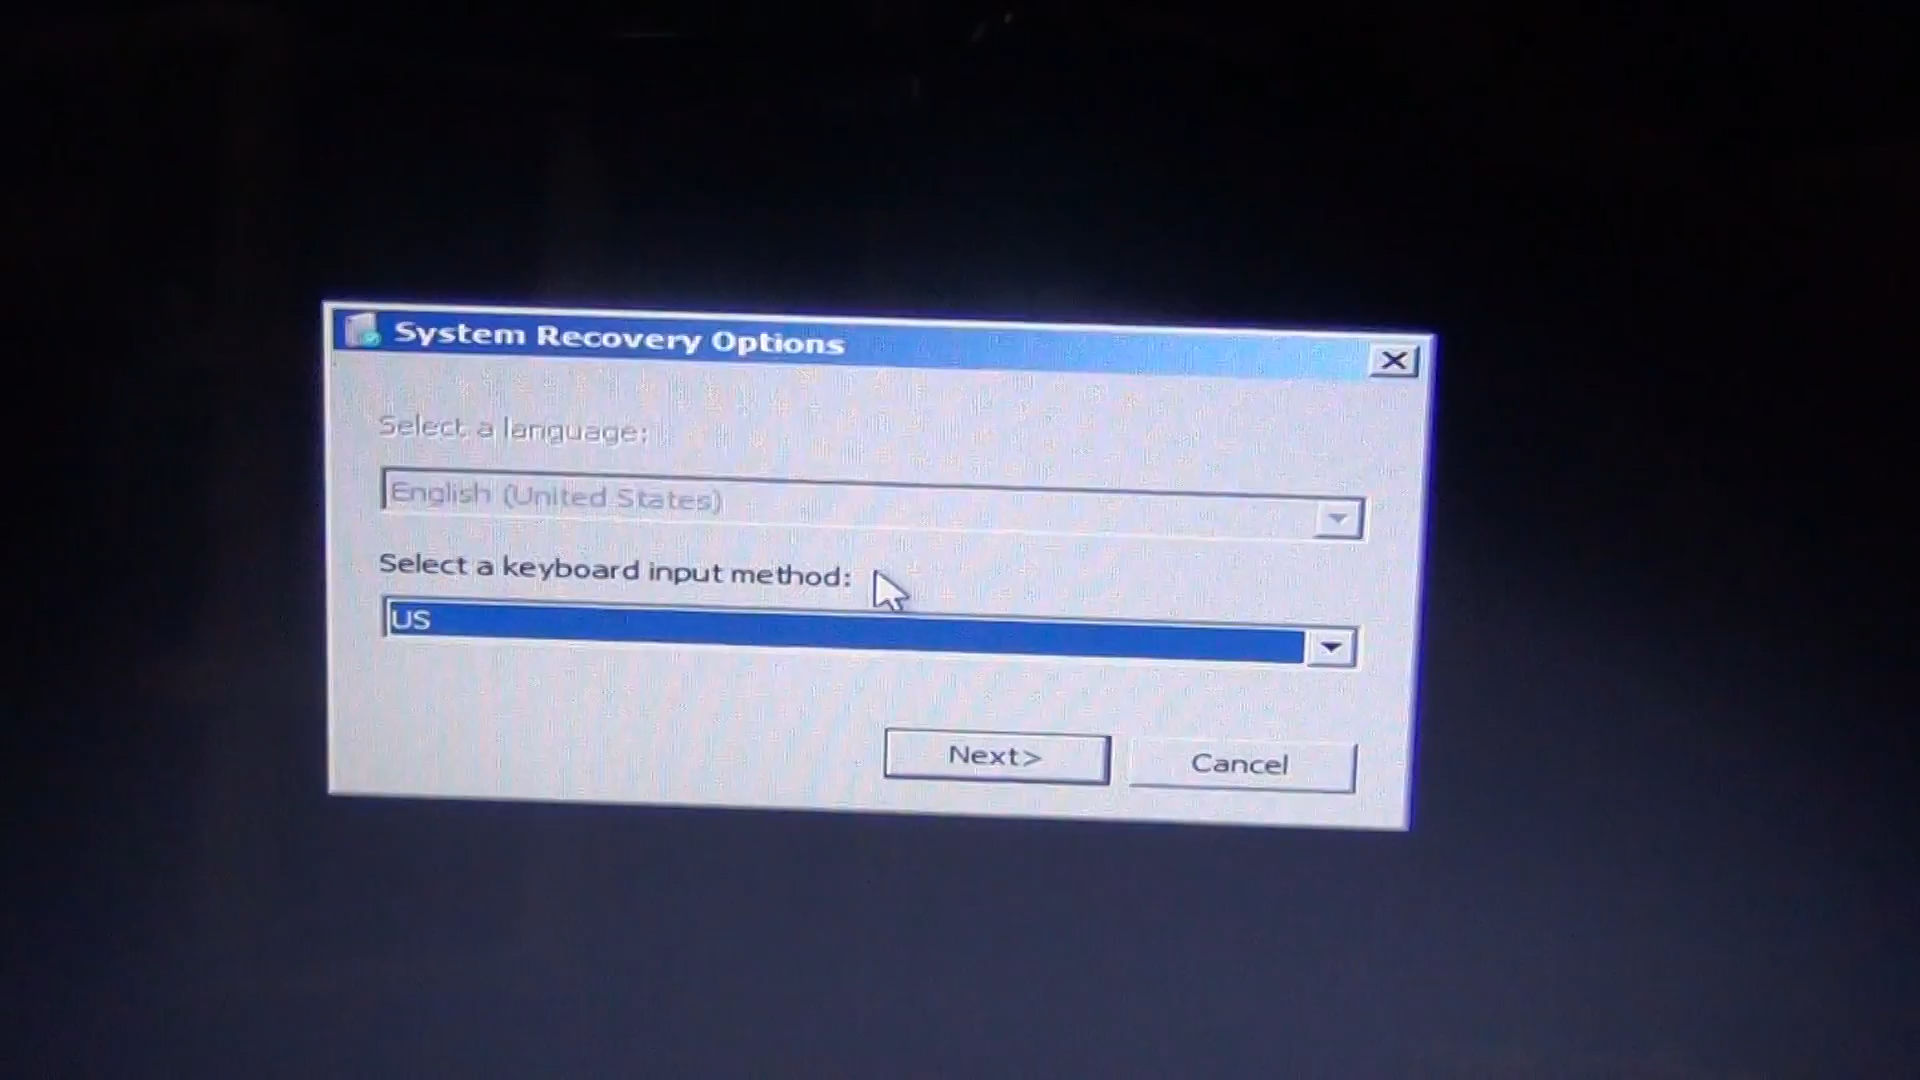 System Recovery Options
Select a language:
English (United States)
Select a keyboard input method:
US
Next>
Cancel